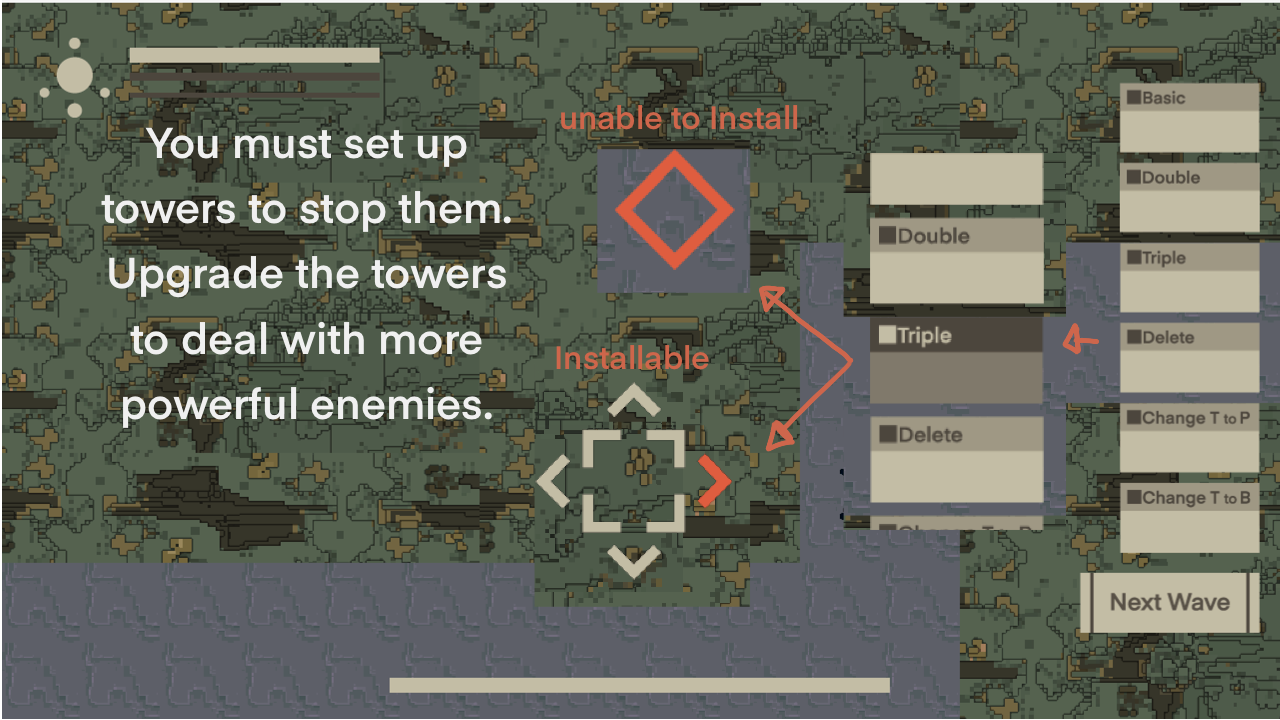 You must set up
towers to stop them.
Upgrade the towers
to deal with more
powerful enemies.
unable to Install
Installable
Double
Triple
Delete
Basic
Double
Triple
Delete
Change T to P
Change T to B
Next Wave